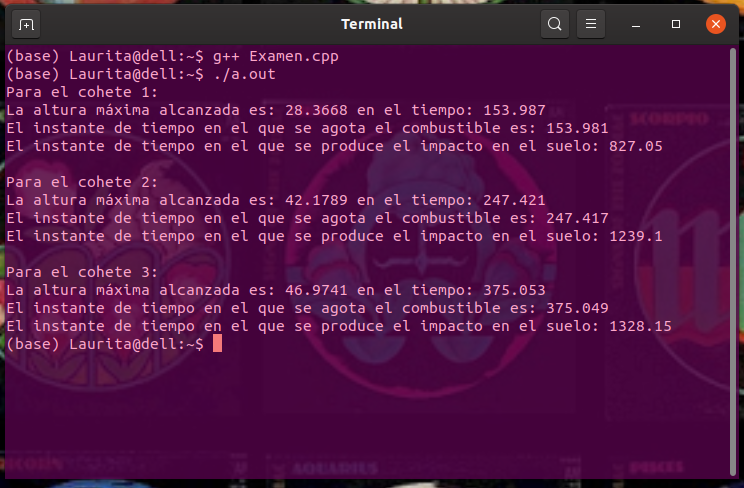 Terminal
(base) Laurita@dell:~$ g++ Examen.cpp
(base) Laurita@dell:~$ ./a.out
Para el cohete 1:
La altura máxima alcanzada es: 28.3668 en el tiempo: 153.987
El instante de tiempo en el que se agota el combustible es: 153.981
El instante de tiempo en el que se produce el impacto en el suelo: 827.05
Para el cohete 2:
La altura máxima alcanzada es: 42.1789 en el tiempo: 247.421
El instante de tiempo en el que se agota el combustible es: 247.417
El instante de tiempo en el que se produce el impacto en el suelo: 1239.1
Para el cohete 3:
La altura máxima alcanzada es: 46.9741 en el tiempo: 375.053
El instante de tiempo en el que se agota el combustible es: 375.049
El instante de tiempo en el que se produce el impacto en el suelo: 1328.15
(base) Laurita@dell:~$
SCORPIO
AQUARIUS
PISCES